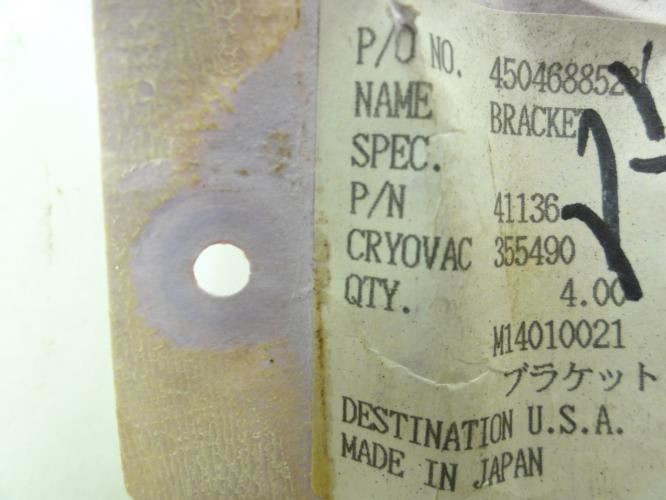 P/O NO. 4504688528
NAME BRACKET
SPEC.
P/N 41136
CRYOVAC 355490
QTY. 4.00
M14010021
ブラケット
DESTINATION U.S.A.
MADE IN JAPAN